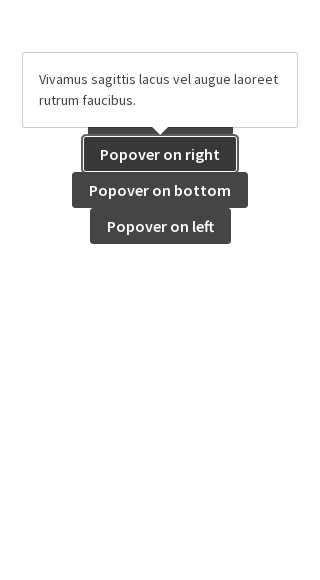 Vivamus sagittis lacus vel augue laoreet
rutrum faucibus.
Popover on right
Popover on bottom
Popover on left